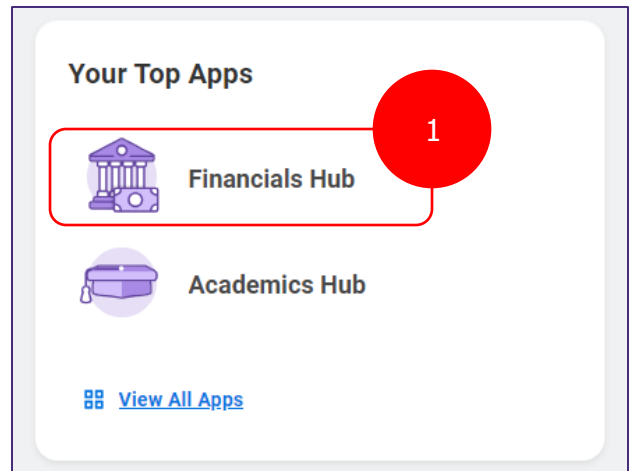 Your Top Apps
1
Financials Hub
Academics Hub
View All Apps